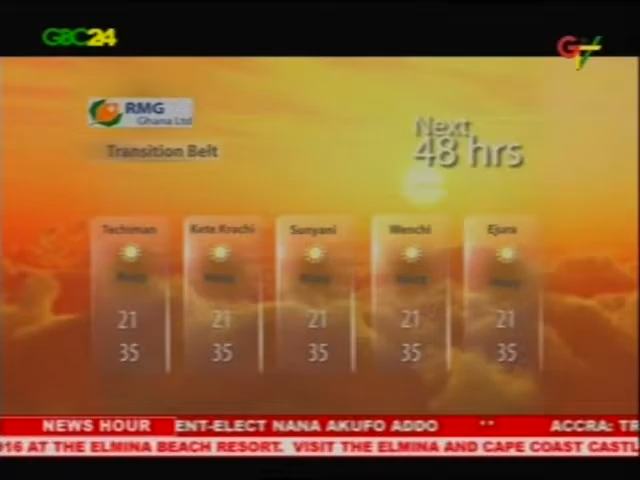 GBC24
GTV
RMG
Ghana Ltd
Transition Belt
Next
48 hrs
Techiman Kete Krachi Sunyani Wenchi Ejura
21 21 21 21 21
35 35 35 35 35
NEWS HOUR ENT-ELECT NANA AKUFO ADDO ** ACCRA: TR
016 AT THE ELMINA BEACH RESORT. VISIT THE ELMINA AND CAPE COAST CASTL